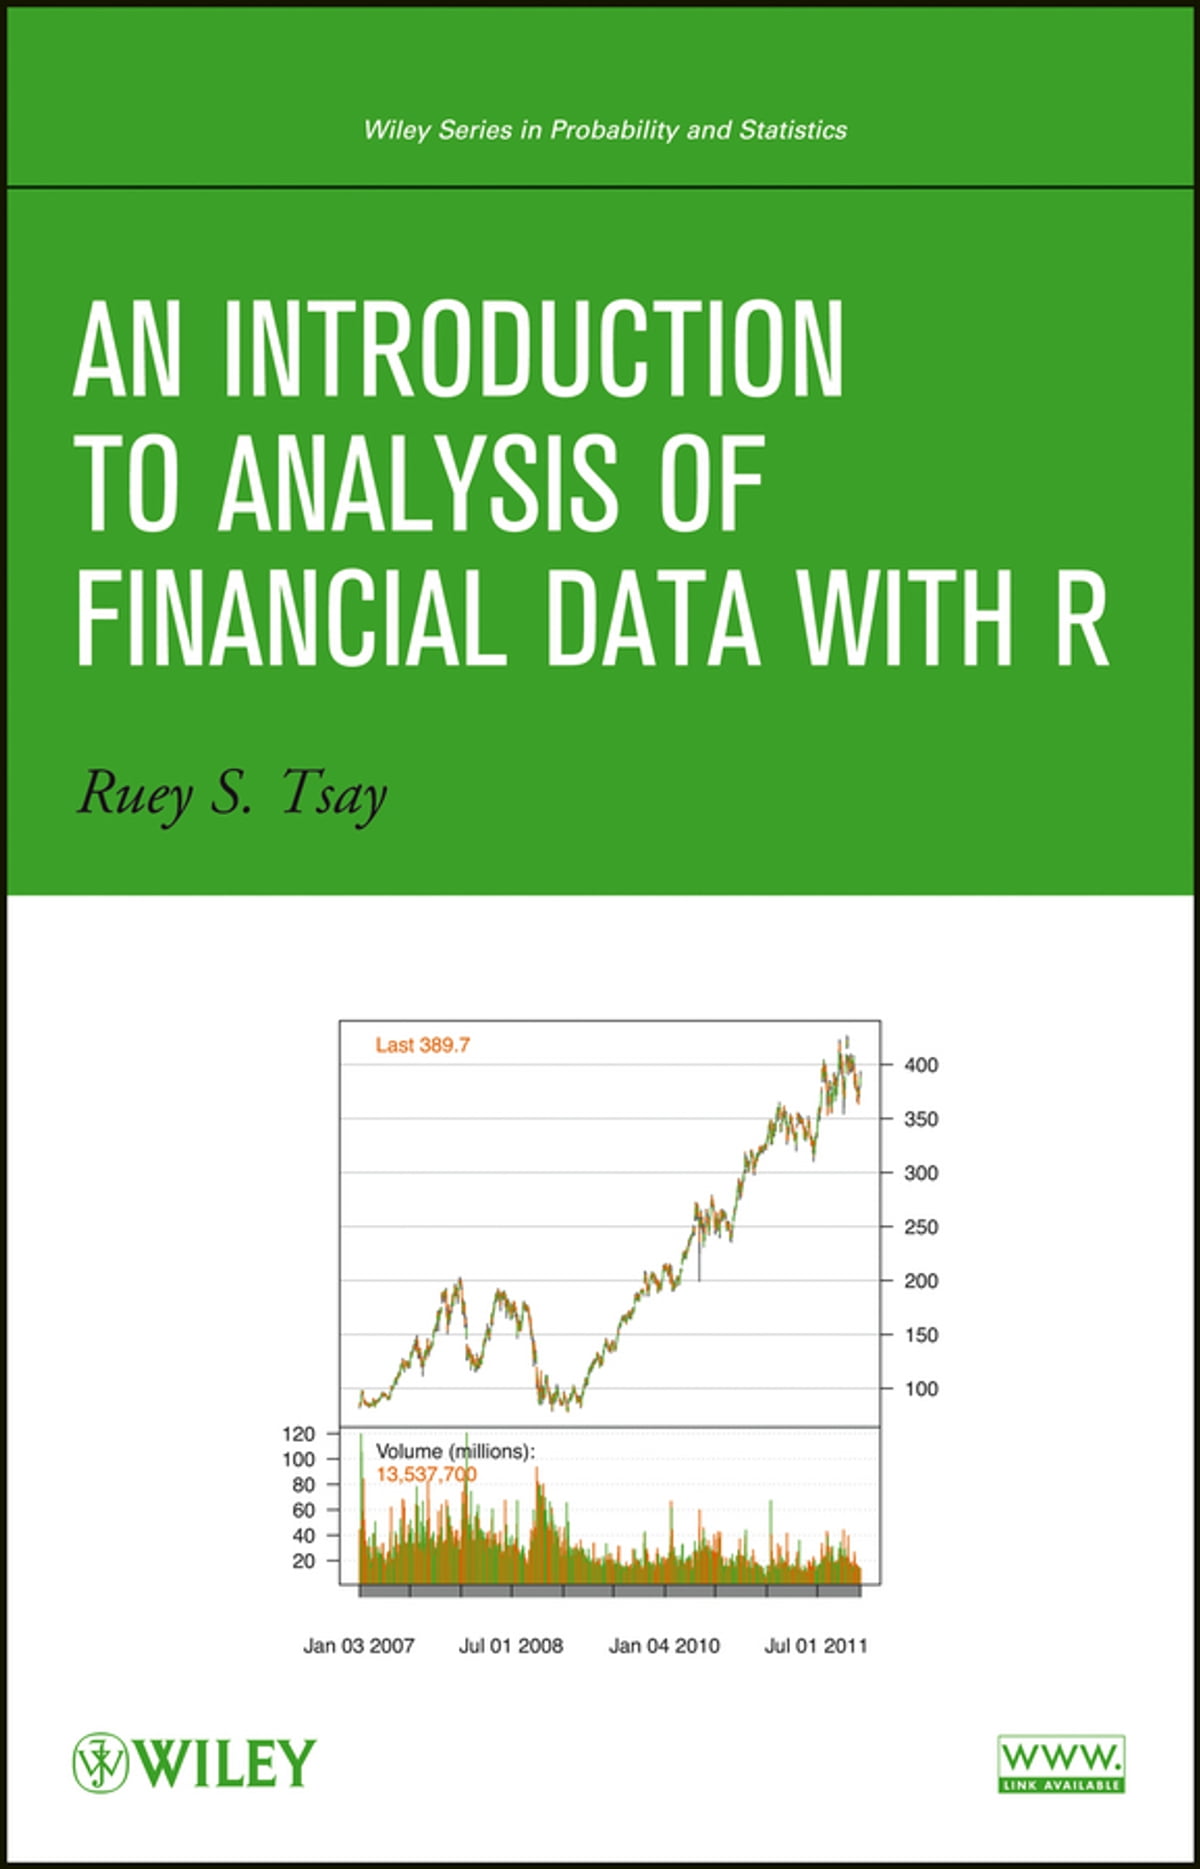 Wiley Series in Probability and Statistics
AN INTRODUCTION
TO ANALYSIS OF
FINANCIAL DATA WITH R
Ruey S. Tsay
Last 389.7
400
350
300
250
200
150
100
120
100
80
60
40
20
Volume (millions):
13,537,700
Jan 03 2007 Jul 01 2008 Jan 04 2010 Jul 01 2011
WILEY
WWW.
LINK AVAILABLE